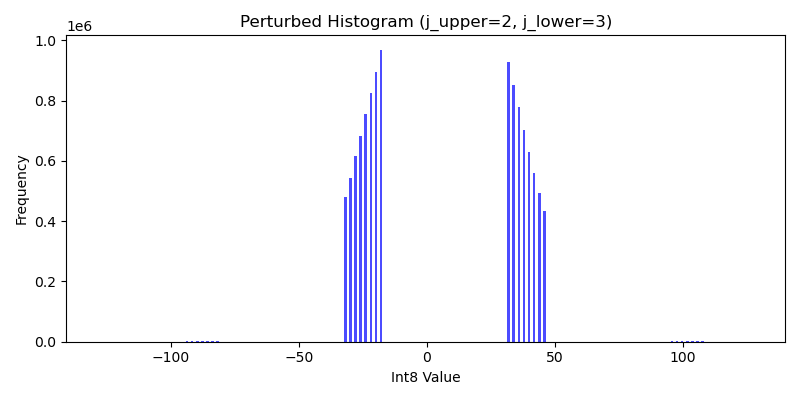 Perturbed Histogram (j_upper=2, j_lower=3)
1e6
1.0
0.8
0.6
0.4
0.2
0.0
Frequency
−100
−50
0
50
100
Int8 Value